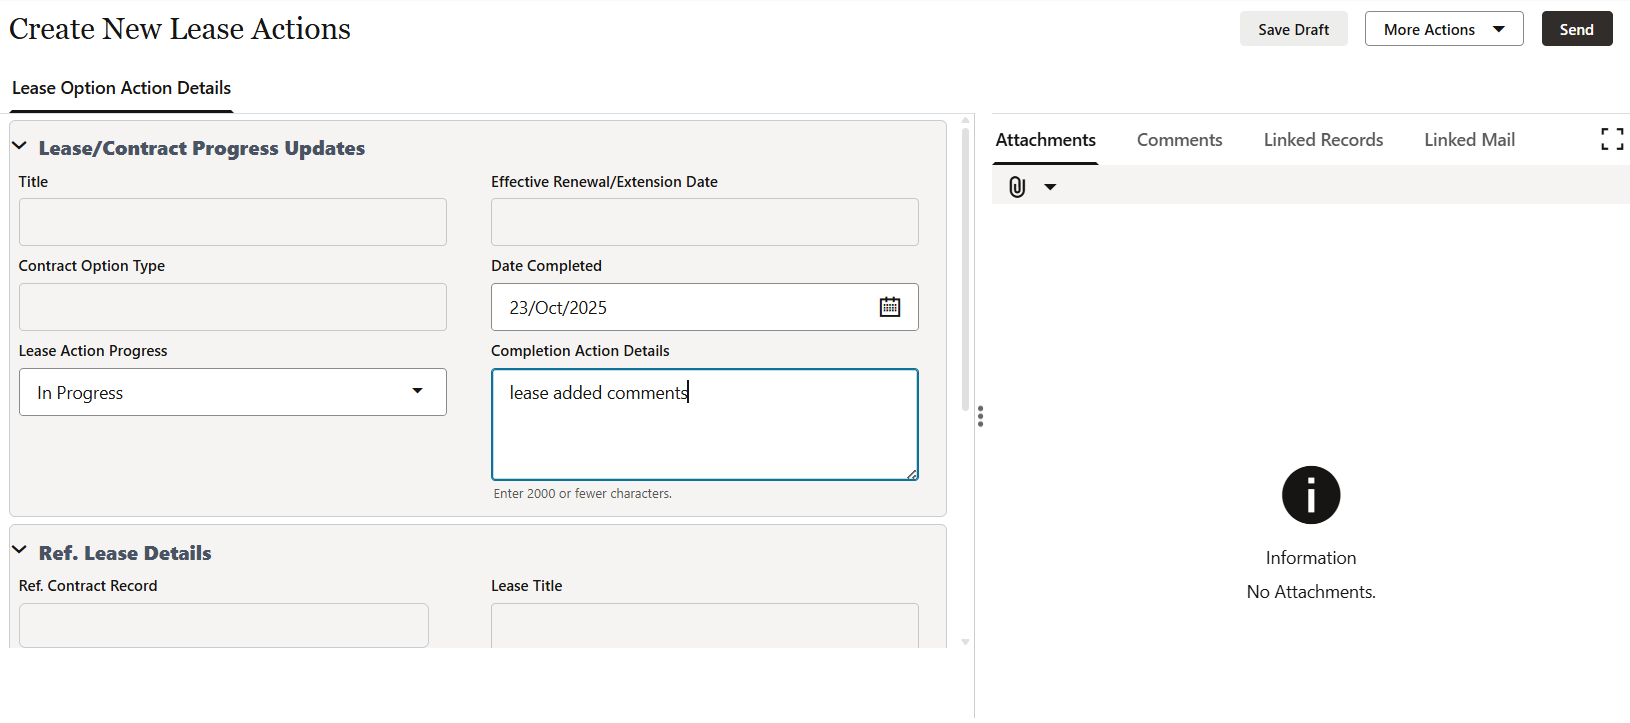 Create New Lease Actions
Save Draft
More Actions
Send
Lease Option Action Details
Lease/Contract Progress Updates
Title
Effective Renewal/Extension Date
Contract Option Type
Date Completed
23/Oct/2025
Lease Action Progress
In Progress
Completion Action Details
lease added comments
Enter 2000 or fewer characters.
Ref. Lease Details
Ref. Contract Record
Lease Title
Attachments
Comments
Linked Records
Linked Mail
Information
No Attachments.